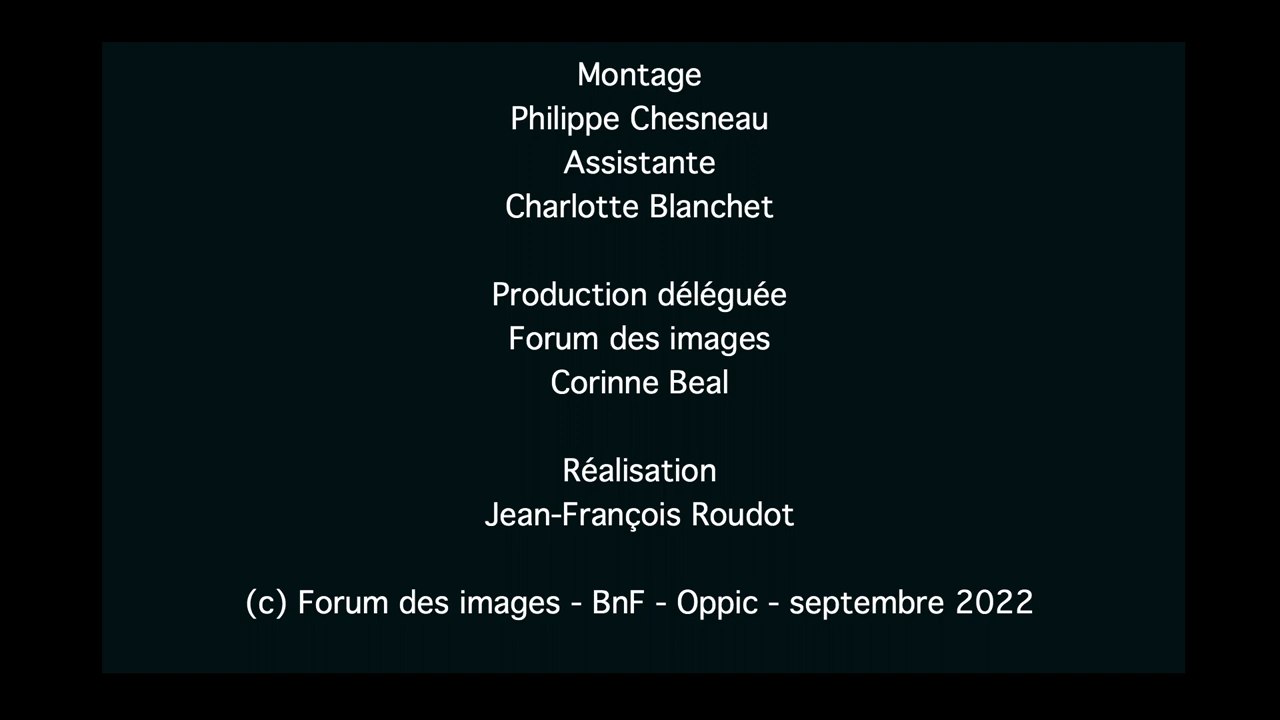 Montage
Philippe Chesneau
Assistante
Charlotte Blanchet
Production déléguée
Forum des images
Corinne Beal
Réalisation
Jean-François Roudot
(c) Forum des images - BnF - Oppic - septembre 2022